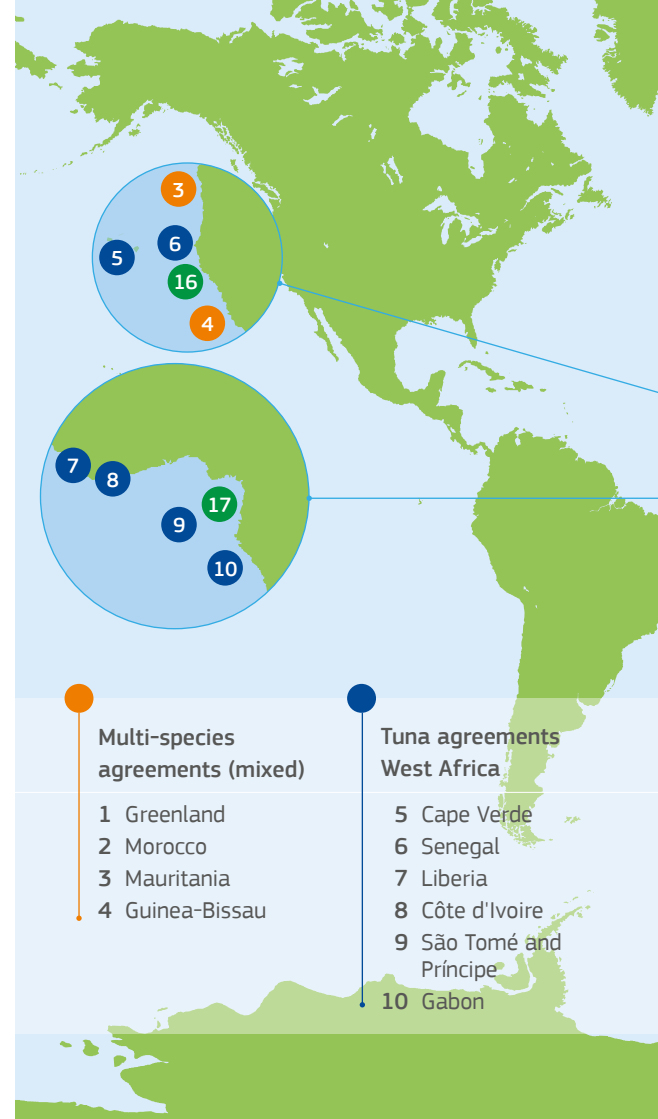 3
6
5
16
4
7
8
17
9
10
Multi-species
agreements (mixed)
1 Greenland
2 Morocco
3 Mauritania
4 Guinea-Bissau
Tuna agreements
West Africa
5 Cape Verde
6 Senegal
7 Liberia
8 Côte d'Ivoire
9 São Tomé and
Príncipe
10 Gabon